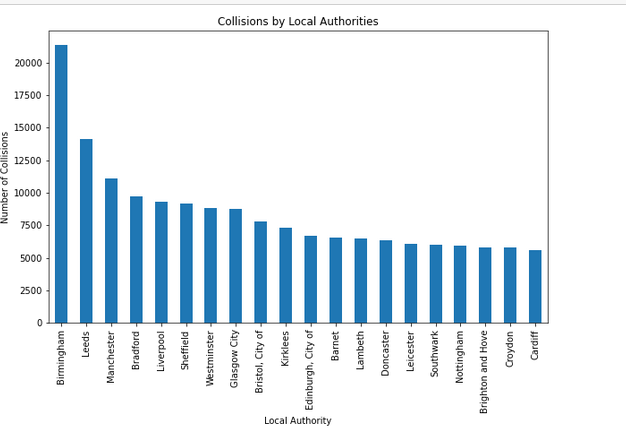 Collisions by Local Authorities
Number of Collisions
20000
17500
15000
12500
10000
7500
5000
2500
0
Birmingham
Leeds
Manchester
Bradford
Liverpool
Sheffield
Westminster
Glasgow City
Bristol, City of
Kirklees
Edinburgh, City of
Barnet
Lambeth
Doncaster
Leicester
Southwark
Nottingham
Brighton and Hove
Croydon
Cardiff
Local Authority